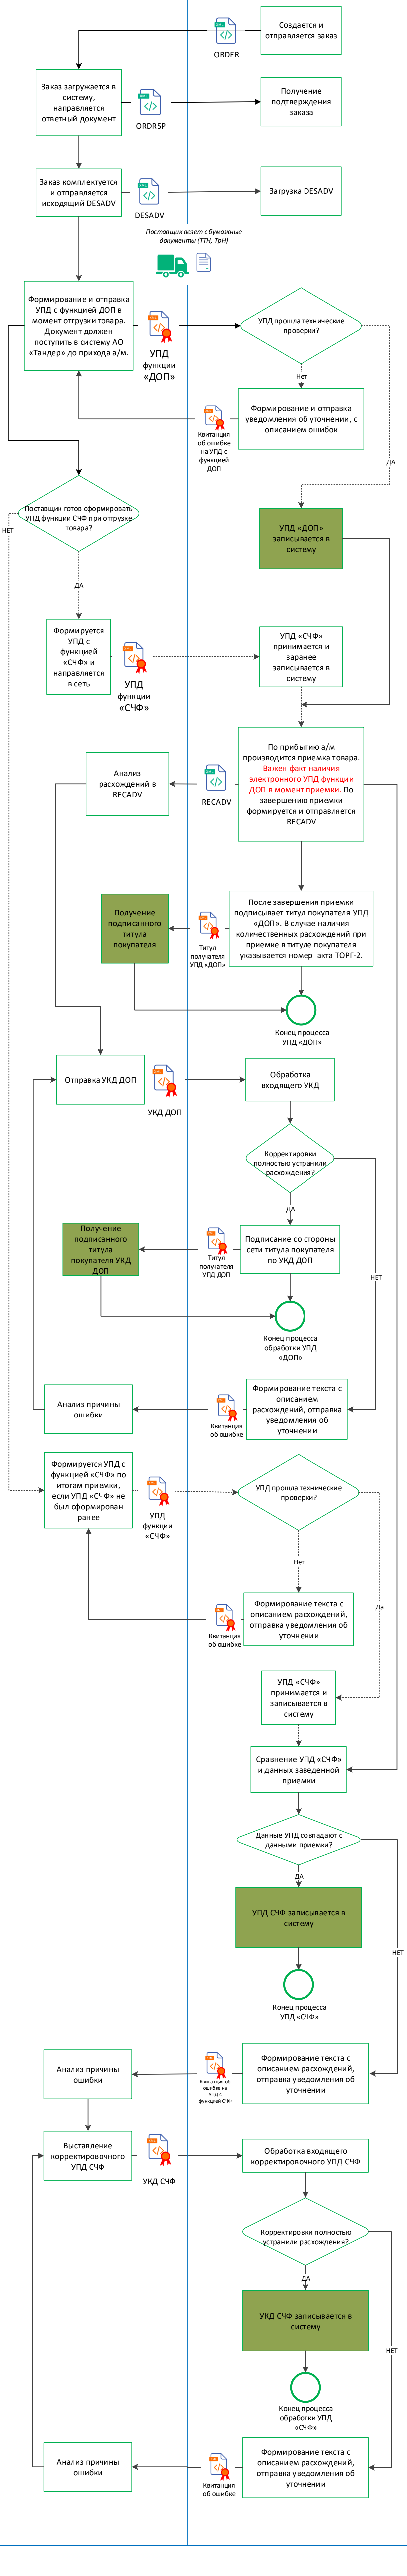 Создается и
отправляется заказ
ORDER
Заказ загружается в
систему,
направляется
ответный документ
ORDRSP
Получение
подтверждения
заказа
Заказ комплектуется
и отправляется
исходящий DESADV
DESADV
Загрузка DESADV
Поставщик везет с бумажные
документы (ТТН, ТрН)
Формирование и отправка
УПД с функцией ДОП в
момент отгрузки товара.
Документ должен
поступить в систему АО
«Тандер» до прихода а/м.
УПД
функции
«ДОП»
УПД прошла технические
проверки?
Нет
ДА
Формирование и отправка
уведомления об уточнении, с
описанием ошибок
Квитанция
об ошибке
на УПД с
функцией
ДОП
Поставщик готов сформировать
УПД функции СЧФ при отгрузке
товара?
НЕТ
ДА
УПД «ДОП»
записывается в
систему
Формируется
УПД с
функцией
«СЧФ» и
направляется
в сеть
УПД
функции
«СЧФ»
УПД «СЧФ»
принимается и
заранее
записывается в
систему
По прибытию а/м
производится приемка товара.
Важен факт наличия
электронного УПД функции
ДОП в момент приемки. По
завершению приемки
формируется и отправляется
RECADV
RECADV
Анализ
расхождений в
RECADV
После завершения приемки
подписывает титул покупателя УПД
«ДОП». В случае наличия
количественных расхождений при
приемке в титуле покупателя
указывается номер акта ТОРГ-2.
Титул
получателя
УПД «ДОП»
Получение
подписанного
титула
покупателя
Конец процесса
УПД «ДОП»
Отправка УКД ДОП
УКД ДОП
Обработка
входящего УКД
Корректировки
полностью устранили
расхождения?
ДА
НЕТ
Подписание со стороны
сети титула покупателя
по УКД ДОП
Титул
получателя
УПД ДОП
Получение
подписанного
титула
покупателя УКД
ДОП
Конец процесса
обработки УПД
«ДОП»
Формирование текста с
описанием
расхождений, отправка
уведомления об
уточнении
Квитанция
об ошибке
Анализ причины
ошибки
Формируется УПД с
функцией «СЧФ» по
итогам приемки,
если УПД «СЧФ» не
был сформирован
ранее
УПД
функции
«СЧФ»
УПД прошла технические
проверки?
Нет
Да
Формирование текста с
описанием расхождений,
отправка уведомления об
уточнении
Квитанция
об ошибке
УПД «СЧФ»
принимается и
записывается в
систему
Сравнение УПД «СЧФ»
и данных заведенной
приемки
Данные УПД совпадают с
данными приемки?
ДА
НЕТ
УПД СЧФ записывается в
систему
Конец процесса
УПД «СЧФ»
Формирование текста с
описанием расхождений,
отправка уведомления об
уточнении
Квитанция об
ошибке на
УПД с
функцией СЧФ
Анализ причины
ошибки
Выставление
корректировочного
УПД СЧФ
УКД СЧФ
Обработка входящего
корректировочного УПД СЧФ
Корректировки полностью
устранили расхождения?
ДА
НЕТ
УКД СЧФ записывается в
систему
Конец процесса
обработки УПД
«СЧФ»
Формирование текста с
описанием расхождений,
отправка уведомления об
уточнении
Квитанция
об ошибке
Анализ причины
ошибки